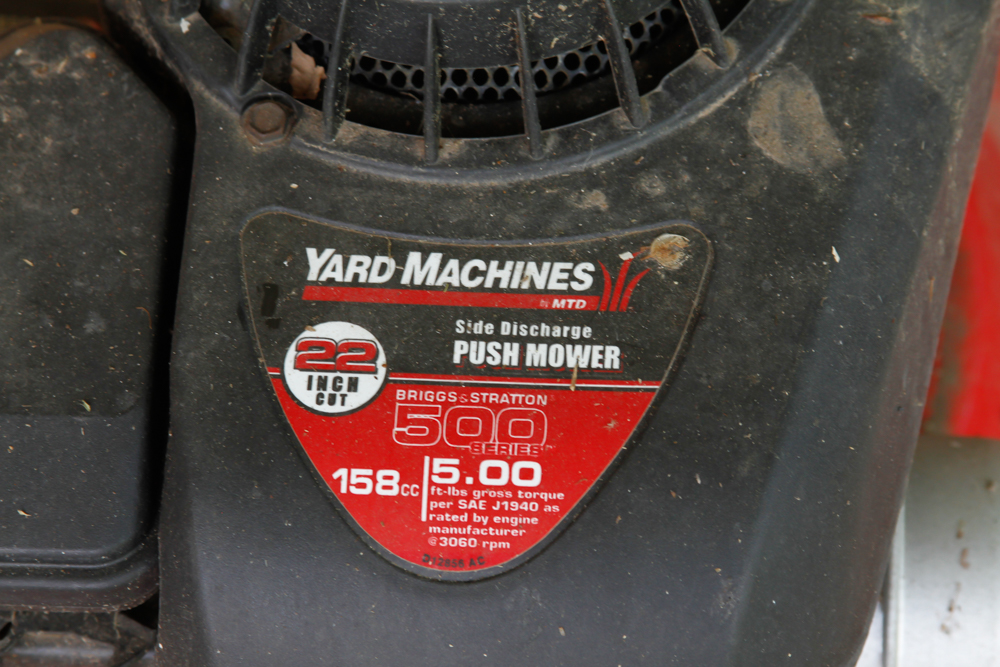 YARD MACHINES
BY MTD
Side Discharge
PUSH MOWER
22
INCH
CUT
BRIGGS & STRATTON
500
SERIES™
158cc
5.00
ft-lbs gross torque
per SAE J1940 as
rated by engine
manufacturer
@3060 rpm